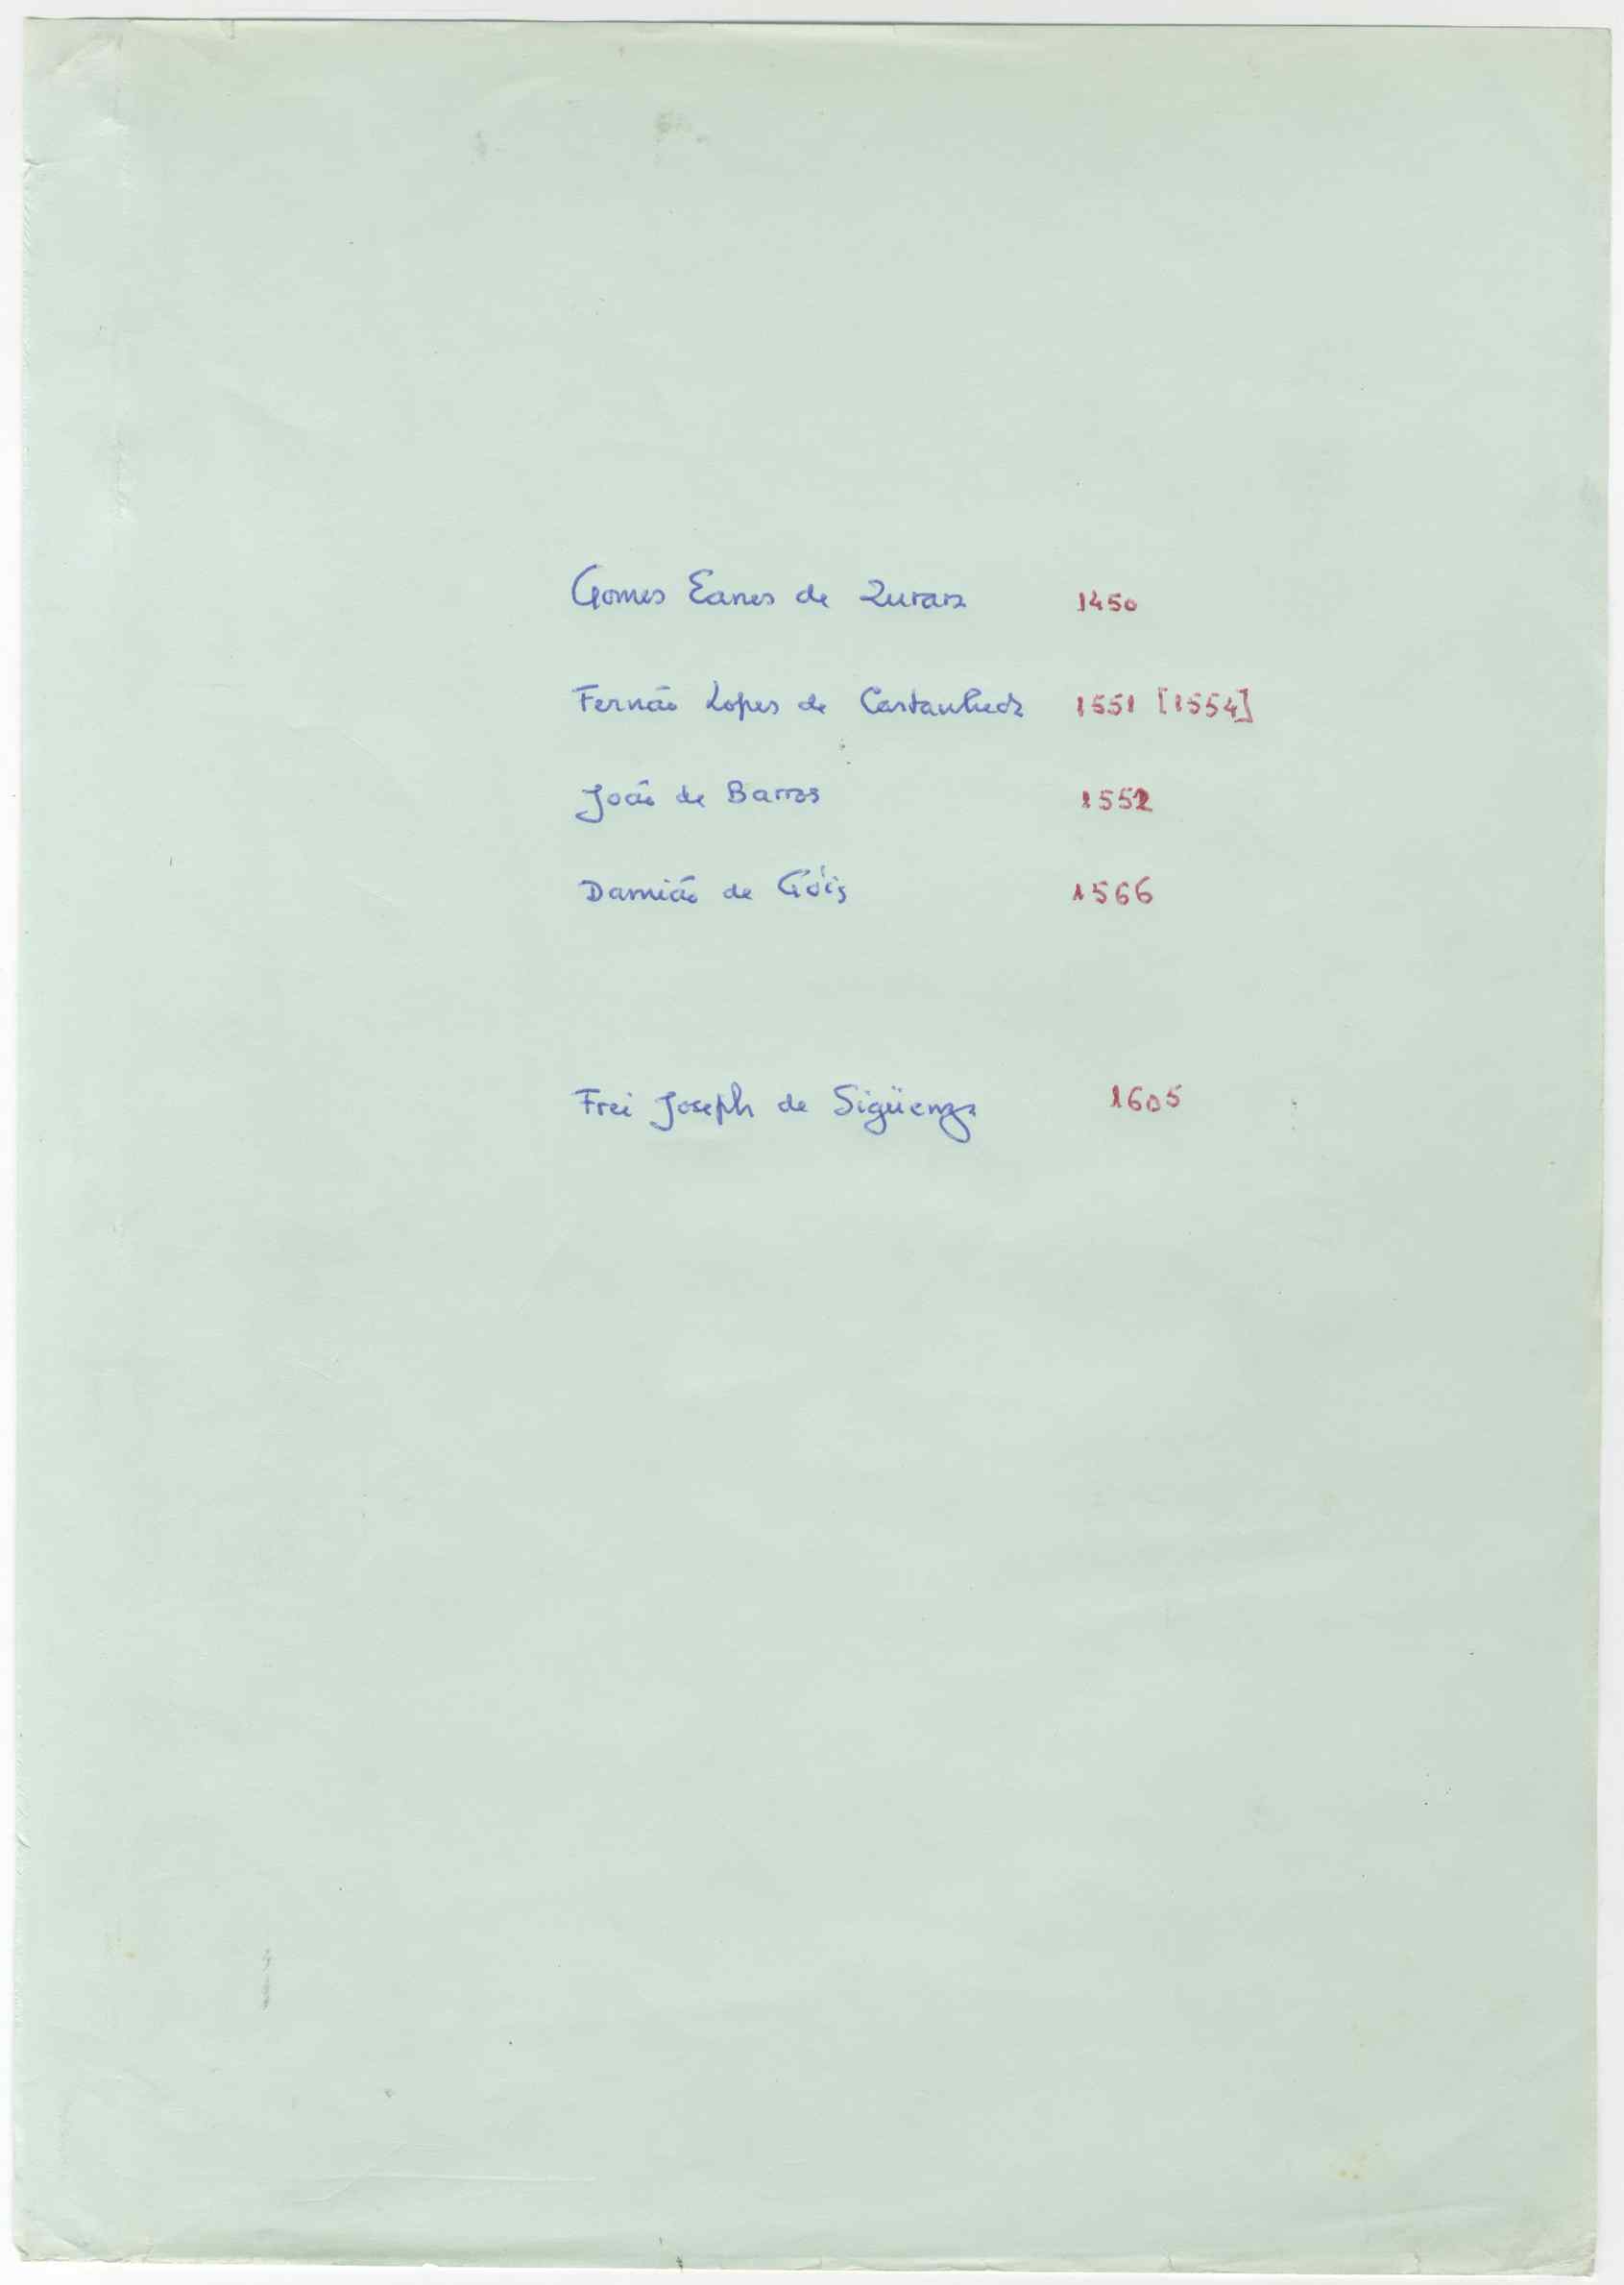 Gomes Eanes de Zurara 1450
Fernão Lopes de Castanheda 1551 [1554]
João de Barros 1552
Damião de Góis 1566
Frei Joseph de Sigüenza 1605